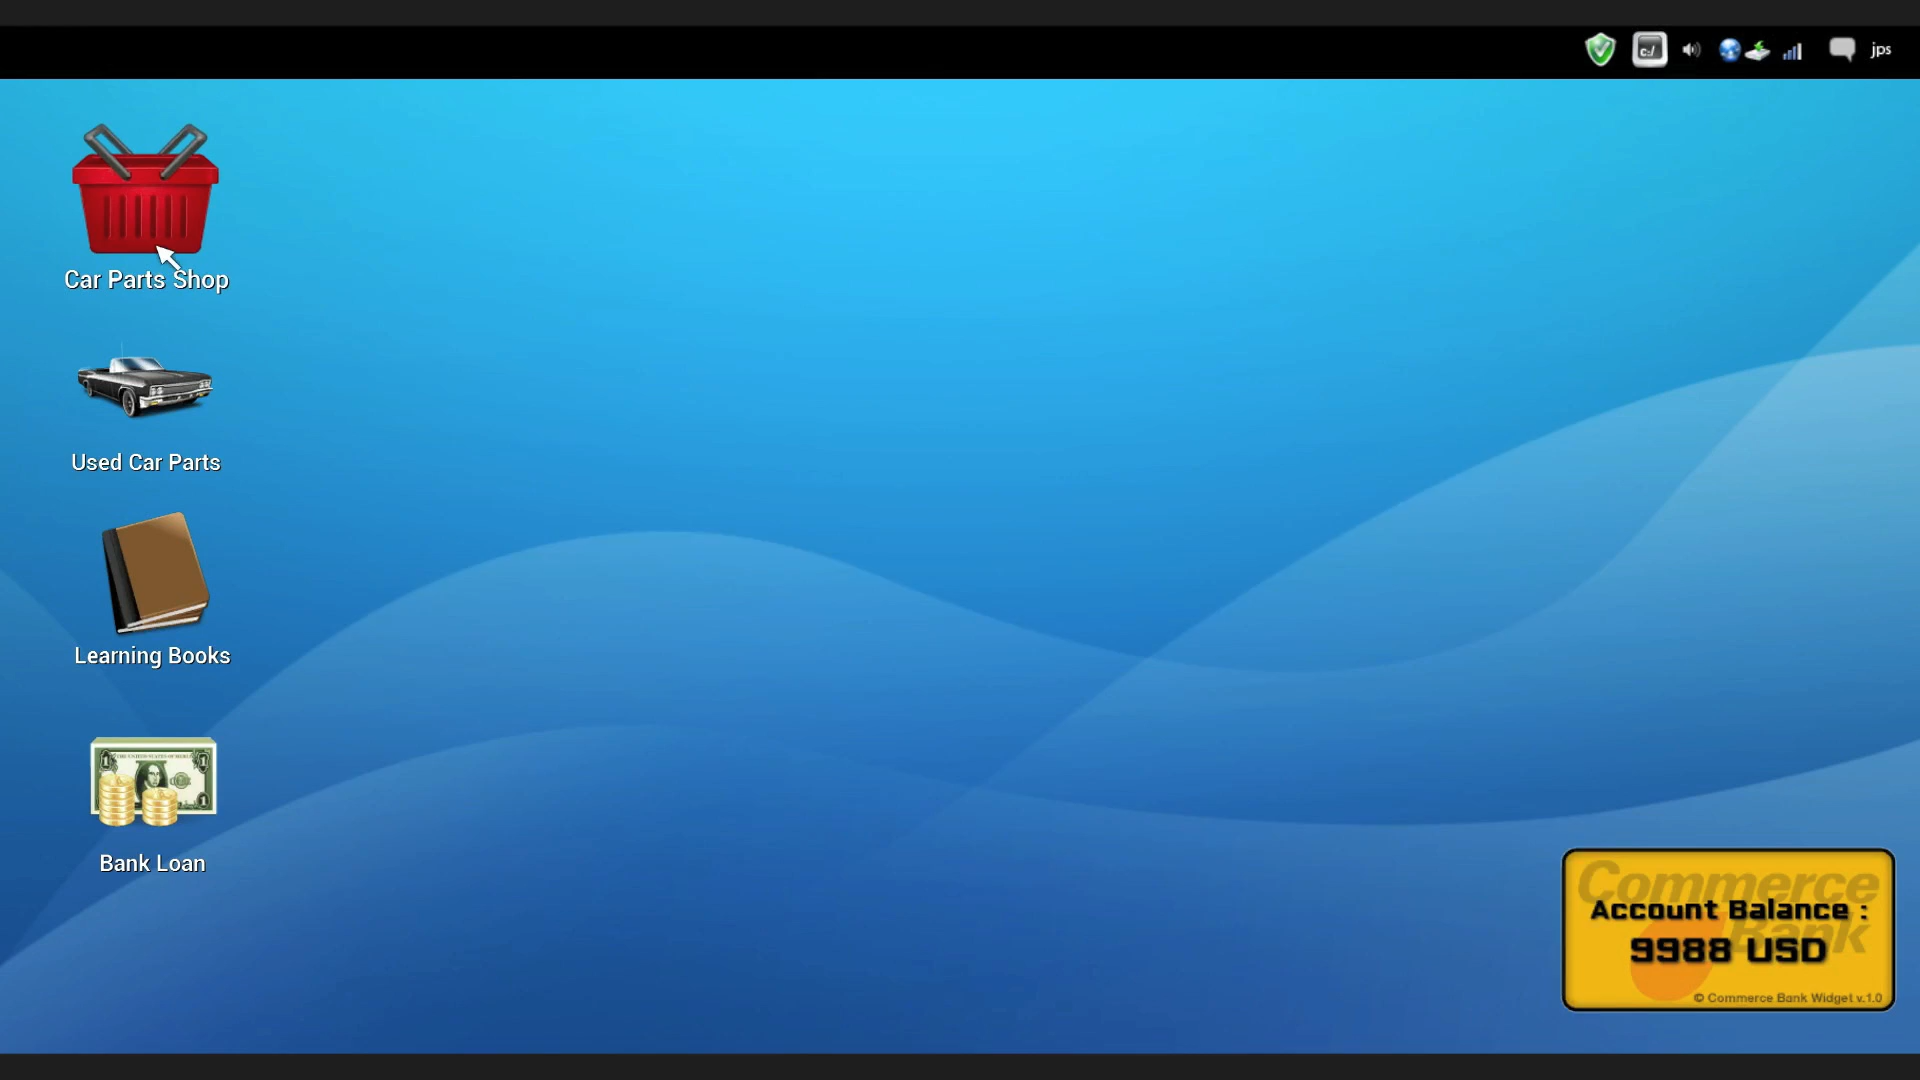 c:/
jps
Car Parts Shop
Used Car Parts
Learning Books
Bank Loan
Commerce
Account Balance :
Bank
9988 USD
© Commerce Bank Widget v.1.0